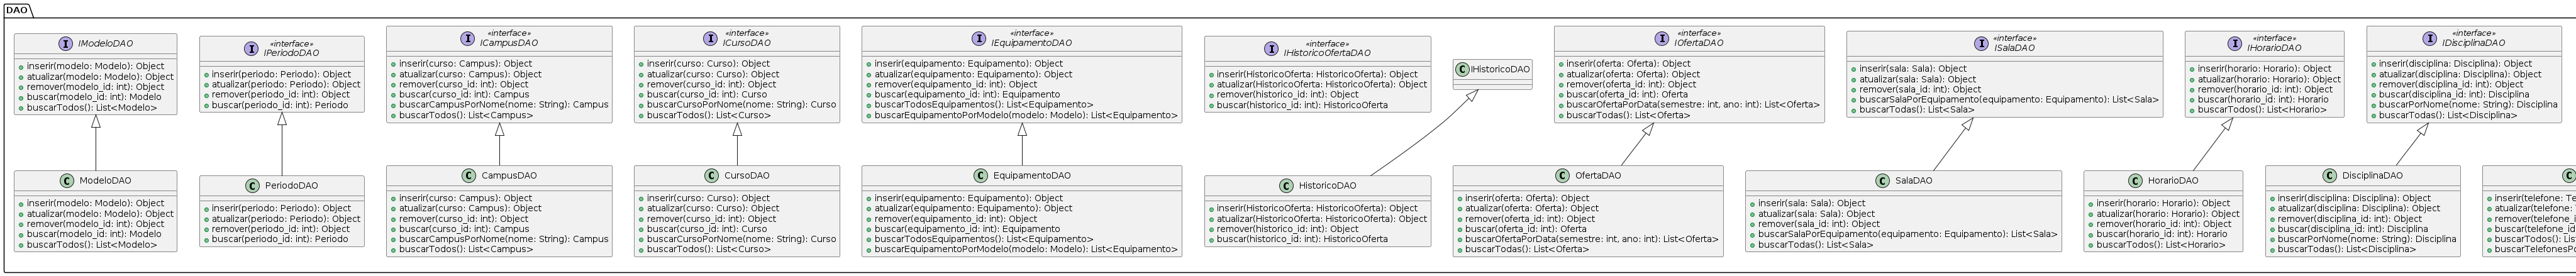 DAO
IModeloDAO
inserir(modelo: Modelo): Object
atualizar(modelo: Modelo): Object
remover(modelo_id: int): Object
buscar(modelo_id: int): Modelo
buscarTodos(): List<Modelo>
«interface»
IPeriodoDAO
inserir(periodo: Periodo): Object
atualizar(periodo: Periodo): Object
remover(periodo_id: int): Object
buscar(periodo_id: int): Periodo
«interface»
ICampusDAO
inserir(curso: Campus): Object
atualizar(curso: Campus): Object
remover(curso_id: int): Object
buscar(curso_id: int): Campus
buscarCampusPorNome(nome: String): Campus
buscarTodos(): List<Campus>
«interface»
ICursoDAO
inserir(curso: Curso): Object
atualizar(curso: Curso): Object
remover(curso_id: int): Object
buscar(curso_id: int): Curso
buscarCursoPorNome(nome: String): Curso
buscarTodos(): List<Curso>
«interface»
IEquipamentoDAO
inserir(equipamento: Equipamento): Object
atualizar(equipamento: Equipamento): Object
remover(equipamento_id: int): Object
buscar(equipamento_id: int): Equipamento
buscarTodosEquipamentos(): List<Equipamento>
buscarEquipamentoPorModelo(modelo: Modelo): List<Equipamento>
«interface»
IHistoricoOfertaDAO
inserir(HistoricoOferta: HistoricoOferta): Object
atualizar(HistoricoOferta: HistoricoOferta): Object
remover(historico_id: int): Object
buscar(historico_id: int): HistoricoOferta
IHistoricoDAO
«interface»
IOfertaDAO
inserir(oferta: Oferta): Object
atualizar(oferta: Oferta): Object
remover(oferta_id: int): Object
buscar(oferta_id: int): Oferta
buscarOfertaPorData(semestre: int, ano: int): List<Oferta>
buscarTodas(): List<Oferta>
«interface»
ISalaDAO
inserir(sala: Sala): Object
atualizar(sala: Sala): Object
remover(sala_id: int): Object
buscarSalaPorEquipamento(equipamento: Equipamento): List<Sala>
buscarTodas(): List<Sala>
«interface»
IHorarioDAO
inserir(horario: Horario): Object
atualizar(horario: Horario): Object
remover(horario_id: int): Object
buscar(horario_id: int): Horario
buscarTodos(): List<Horario>
«interface»
IDisciplinaDAO
inserir(disciplina: Disciplina): Object
atualizar(disciplina: Disciplina): Object
remover(disciplina_id: int): Object
buscar(disciplina_id: int): Disciplina
buscarPorNome(nome: String): Disciplina
buscarTodas(): List<Disciplina>
ModeloDAO
inserir(modelo: Modelo): Object
atualizar(modelo: Modelo): Object
remover(modelo_id: int): Object
buscar(modelo_id: int): Modelo
buscarTodos(): List<Modelo>
PeriodoDAO
inserir(periodo: Periodo): Object
atualizar(periodo: Periodo): Object
remover(periodo_id: int): Object
buscar(periodo_id: int): Periodo
CampusDAO
inserir(curso: Campus): Object
atualizar(curso: Campus): Object
remover(curso_id: int): Object
buscar(curso_id: int): Campus
buscarCampusPorNome(nome: String): Campus
buscarTodos(): List<Campus>
CursoDAO
inserir(curso: Curso): Object
atualizar(curso: Curso): Object
remover(curso_id: int): Object
buscar(curso_id: int): Curso
buscarCursoPorNome(nome: String): Curso
buscarTodos(): List<Curso>
EquipamentoDAO
inserir(equipamento: Equipamento): Object
atualizar(equipamento: Equipamento): Object
remover(equipamento_id: int): Object
buscar(equipamento_id: int): Equipamento
buscarTodosEquipamentos(): List<Equipamento>
buscarEquipamentoPorModelo(modelo: Modelo): List<Equipamento>
HistoricoDAO
inserir(HistoricoOferta: HistoricoOferta): Object
atualizar(HistoricoOferta: HistoricoOferta): Object
remover(historico_id: int): Object
buscar(historico_id: int): HistoricoOferta
OfertaDAO
inserir(oferta: Oferta): Object
atualizar(oferta: Oferta): Object
remover(oferta_id: int): Object
buscar(oferta_id: int): Oferta
buscarOfertaPorData(semestre: int, ano: int): List<Oferta>
buscarTodas(): List<Oferta>
SalaDAO
inserir(sala: Sala): Object
atualizar(sala: Sala): Object
remover(sala_id: int): Object
buscarSalaPorEquipamento(equipamento: Equipamento): List<Sala>
buscarTodas(): List<Sala>
HorarioDAO
inserir(horario: Horario): Object
atualizar(horario: Horario): Object
remover(horario_id: int): Object
buscar(horario_id: int): Horario
buscarTodos(): List<Horario>
DisciplinaDAO
inserir(disciplina: Disciplina): Object
atualizar(disciplina: Disciplina): Object
remover(disciplina_id: int): Object
buscar(disciplina_id: int): Disciplina
buscarPorNome(nome: String): Disciplina
buscarTodas(): List<Disciplina>
inserir(telefone: Te
atualizar(telefone:
remover(telefone_i
buscar(telefone_id
buscarTodos(): List
buscarTelefonesPo